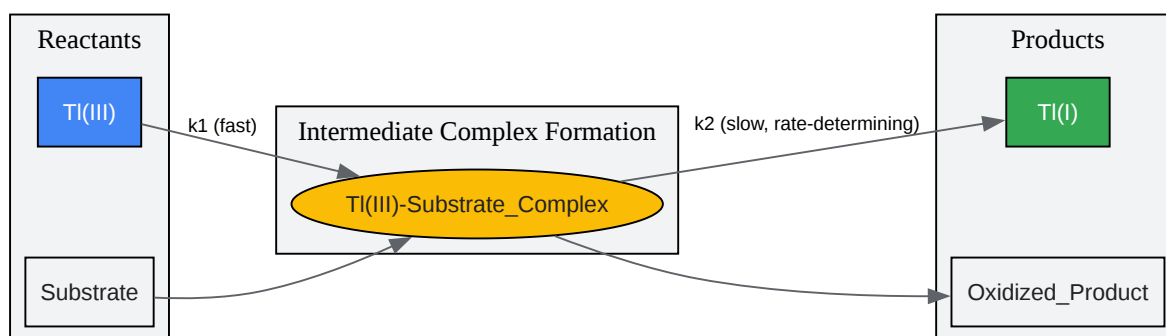 Reactants
Tl(III)
Substrate
k1 (fast)
Intermediate Complex Formation
Tl(III)-Substrate_Complex
k2 (slow, rate-determining)
Products
Tl(I)
Oxidized_Product